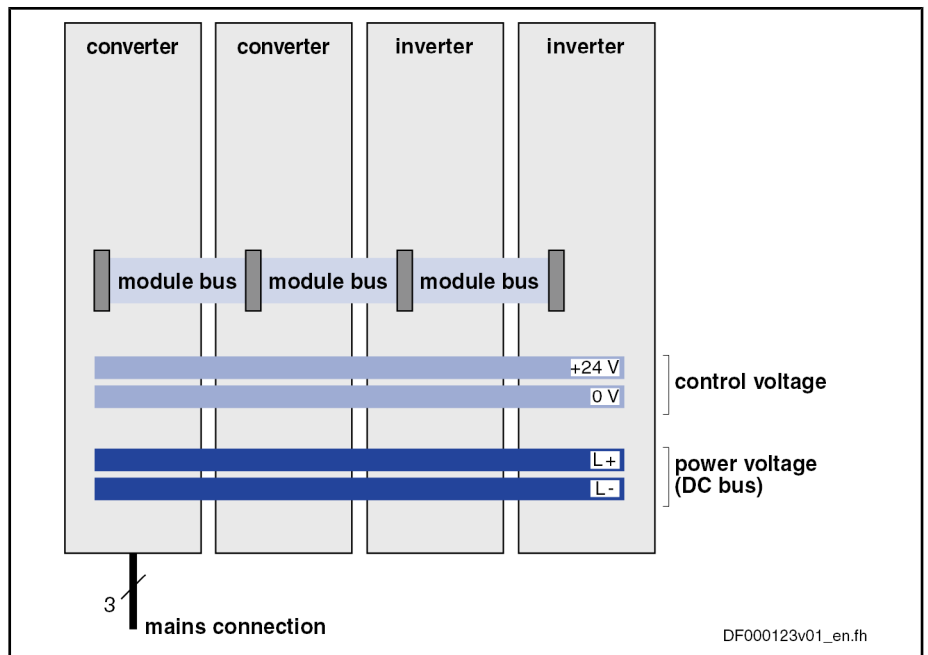 converter
converter
inverter
inverter
module bus
module bus
module bus
+24 V
0 V
control voltage
L+
L-
power voltage
(DC bus)
3
mains connection
DF000123v01_en.fh